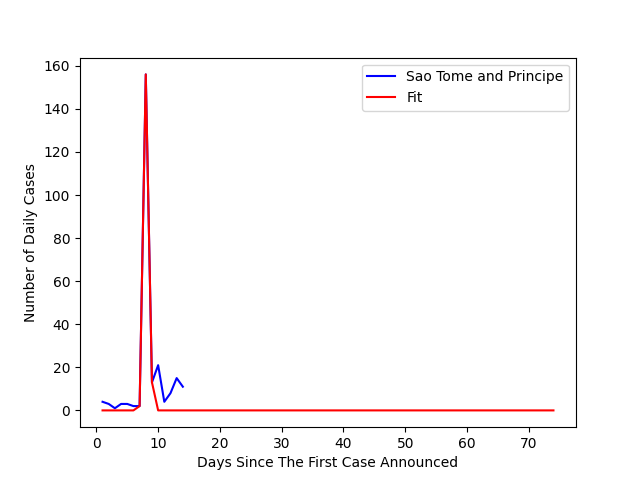 160
140
120
100
80
60
40
20
0
Number of Daily Cases
Sao Tome and Principe
Fit
0 10 20 30 40 50 60 70
Days Since The First Case Announced